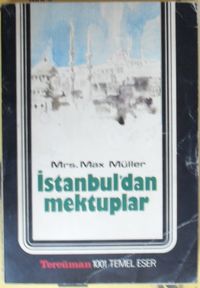 Mrs. Max Müller
İstanbul'dan
mektuplar
Tercüman 1001 TEMEL ESER